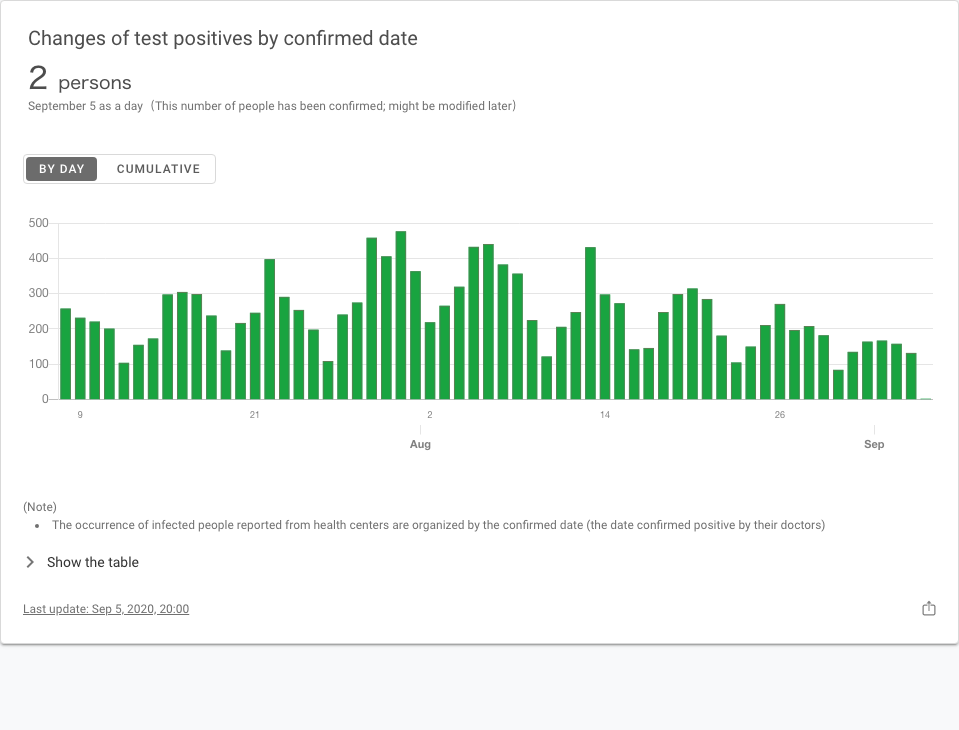 Changes of test positives by confirmed date
2 persons
September 5 as a day（This number of people has been confirmed; might be modified later）
BY DAY CUMULATIVE
500
400
300
200
100
0
9 21 2 14 26
Aug Sep
(Note)
• The occurrence of infected people reported from health centers are organized by the confirmed date (the date confirmed positive by their doctors)
Show the table
Last update: Sep 5, 2020, 20:00